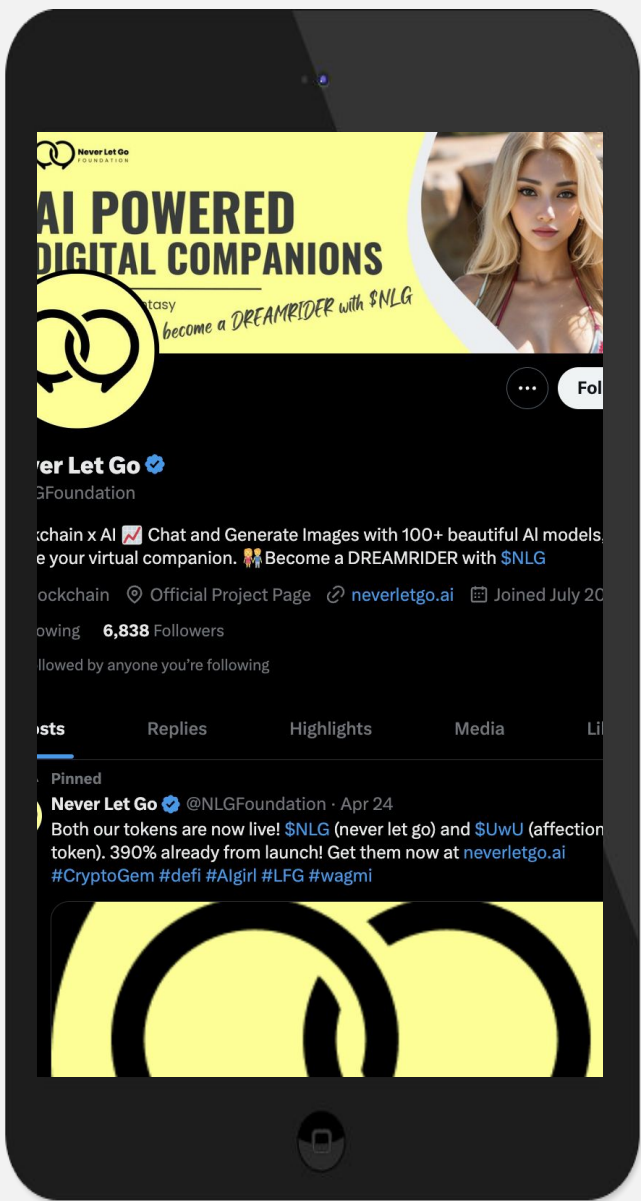 Never Let Go
FOUNDATION
AI POWERED
DIGITAL COMPANIONS
ntasy
become a DREAMRIDER with $NLG
Fol
ver Let Go
GFoundation
kchain x AI 📈 Chat and Generate Images with 100+ beautiful AI models,
e your virtual companion. 👫Become a DREAMRIDER with $NLG
ockchain Official Project Page neverletgo.ai Joined July 20
owing 6,838 Followers
llowed by anyone you're following
osts Replies Highlights Media Li
Pinned
Never Let Go @NLGFoundation · Apr 24
Both our tokens are now live! $NLG (never let go) and $UwU (affection
token). 390% already from launch! Get them now at neverletgo.ai
#CryptoGem #defi #AIgirl #LFG #wagmi